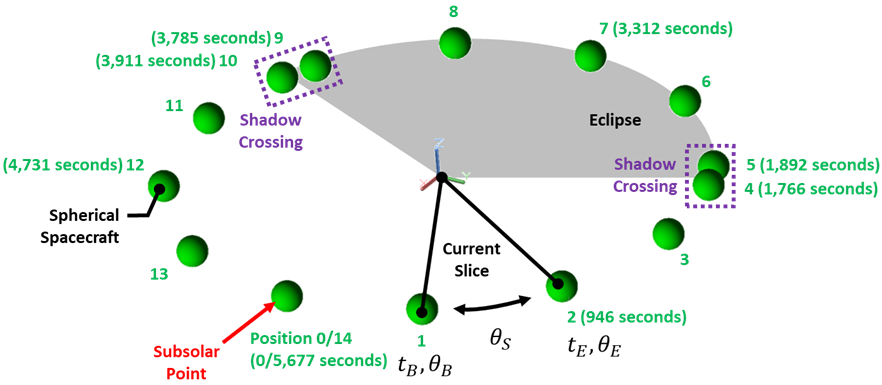 8
7 (3,312 seconds)
(3,785 seconds) 9
(3,911 seconds) 10
6
11
Shadow
Crossing
Eclipse
Z
X
Y
(4,731 seconds) 12
Shadow
Crossing
5 (1,892 seconds)
4 (1,766 seconds)
Spherical
Spacecraft
Current
Slice
3
13
Position 0/14
(0/5,677 seconds)
Subsolar
Point
1
2 (946 seconds)
θS
tB, θB
tE, θE